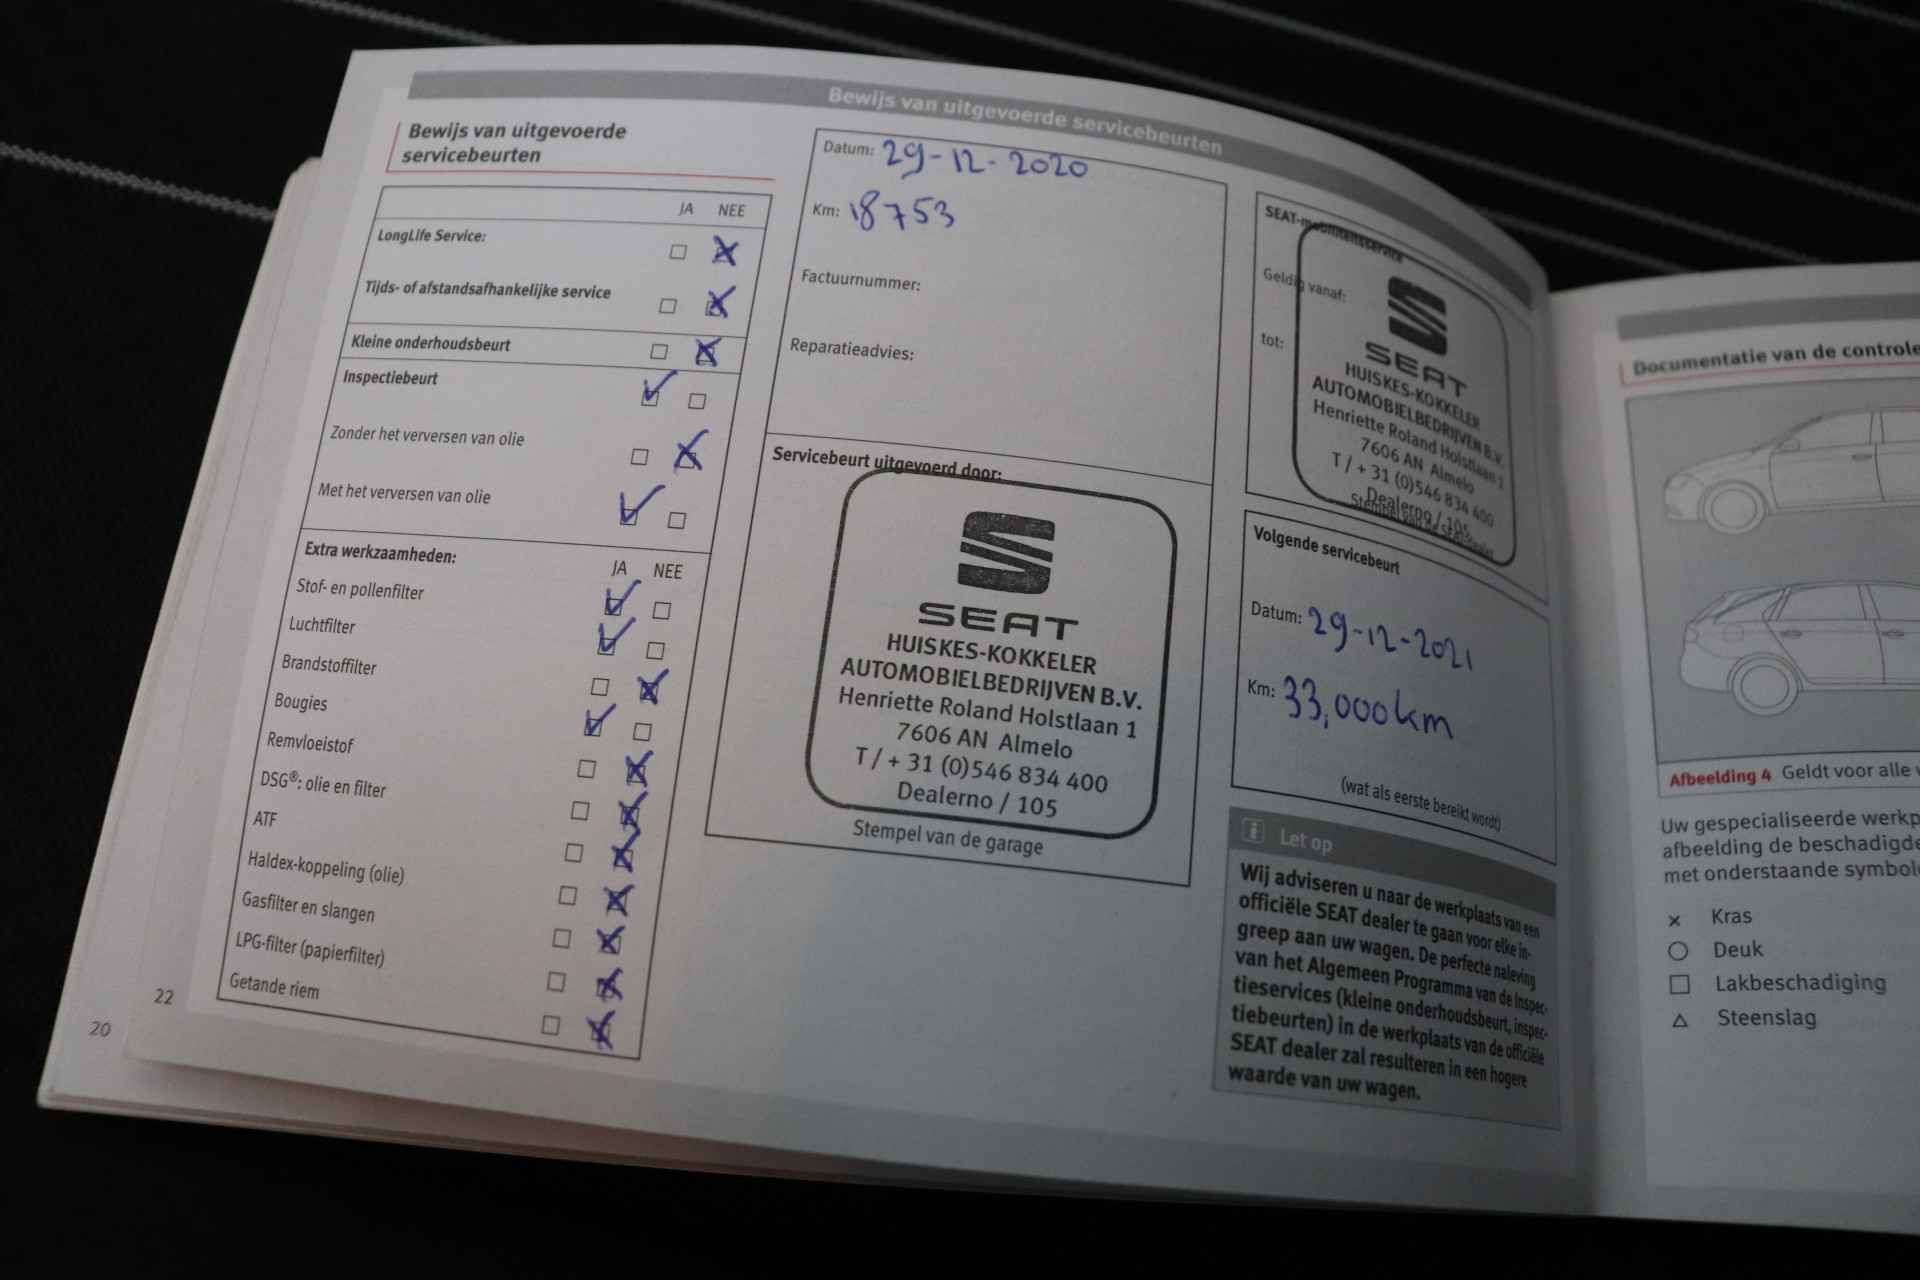 Bewijs van uitgevoerde servicebeurten
Bewijs van uitgevoerde
servicebeurten
JA NEE
LongLife Service:
Tijds- of afstandsafhankelijke service
Kleine onderhoudsbeurt
Inspectiebeurt
Zonder het verversen van olie
Met het verversen van olie
Extra werkzaamheden: JA NEE
Stof- en pollenfilter
Luchtfilter
Brandstoffilter
Bougies
Remvloeistof
DSG®: olie en filter
ATF
Haldex-koppeling (olie)
Gasfilter en slangen
LPG-filter (papierfilter)
Getande riem
22
20
Datum: 29-12-2020
Km: 18753
Factuurnummer:
Reparatieadvies:
Servicebeurt uitgevoerd door:
SEAT
HUISKES-KOKKELER
AUTOMOBIELBEDRIJVEN B.V.
Henriette Roland Holstlaan 1
7606 AN Almelo
T / + 31 (0)546 834 400
Dealerno / 105
Stempel van de garage
SEAT-mobiliteitsservice
Geldig vanaf:
tot:
SEAT
HUISKES-KOKKELER
AUTOMOBIELBEDRIJVEN B.V.
Henriette Roland Holstlaan 1
7606 AN Almelo
T / + 31 (0)546 834 400
Dealerno / 105
Stempel van de SEAT-dealer
Volgende servicebeurt
Datum: 29-12-2021
Km: 33,000km
(wat als eerste bereikt wordt)
i Let op
Wij adviseren u naar de werkplaats van een
officiële SEAT dealer te gaan voor elke in-
greep aan uw wagen. De perfecte naleving
van het Algemeen Programma van de Inspec-
tieservices (kleine onderhoudsbeurt, inspec-
tiebeurten) in de werkplaats van de officiële
SEAT dealer zal resulteren in een hogere
waarde van uw wagen.
Documentatie van de controle
Afbeelding 4 Geldt voor alle
Uw gespecialiseerde
afbeelding de
met onderstaande
Kras
Deuk
Lakbeschadiging
Steenslag